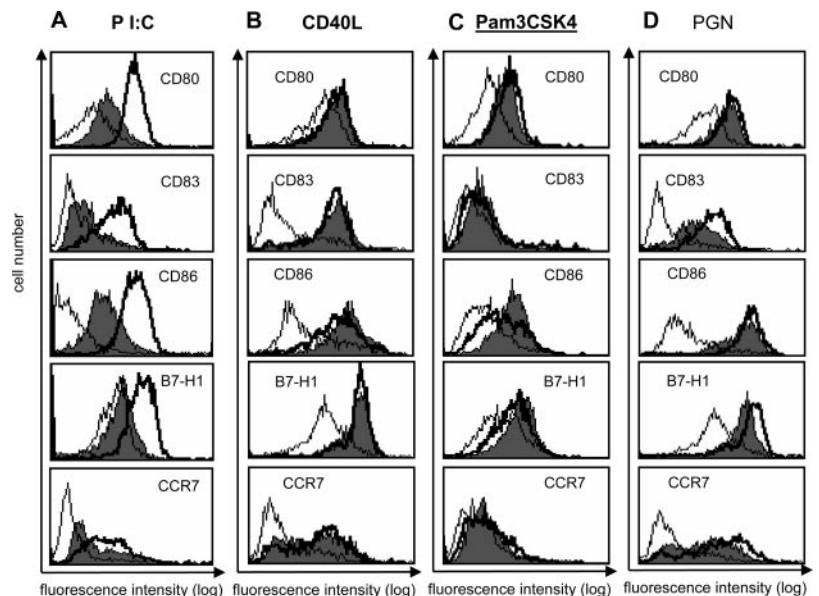 A P I:C B CD40L C Pam3CSK4 D PGN
CD80 CD80 CD80 CD80
CD83 CD83 CD83 CD83
cell number
CD86 CD86 CD86 CD86
B7-H1 B7-H1 B7-H1 B7-H1
CCR7 CCR7 CCR7 CCR7
fluorescence intensity (log) fluorescence intensity (log) fluorescence intensity (log) fluorescence intensity (log)